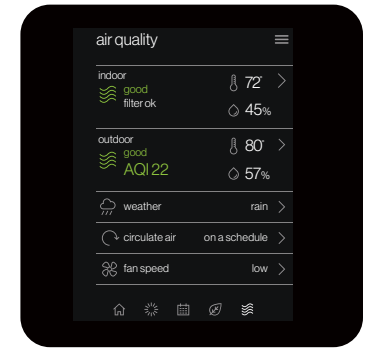 air quality
indoor
good
filter ok
72°
45%
outdoor
good
AQI 22
80°
57%
weather rain
circulate air on a schedule
fan speed low